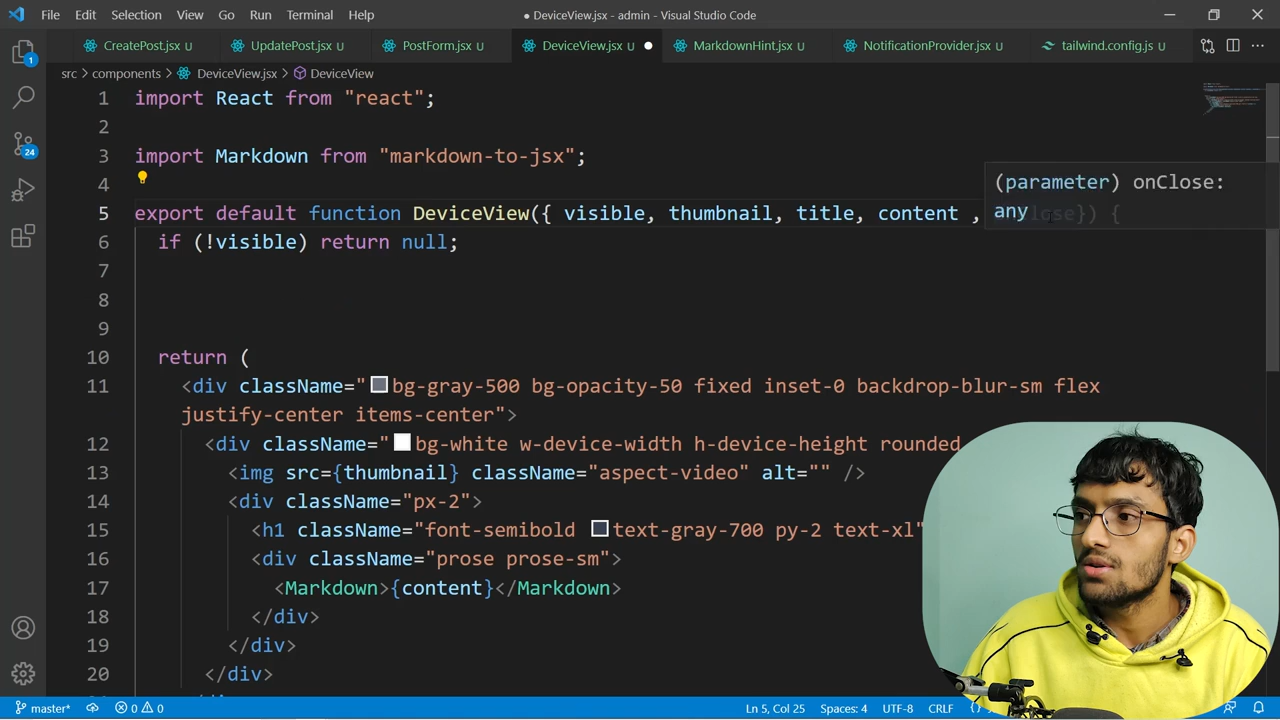 File Edit Selection View Go Run Terminal Help
● DeviceView.jsx - admin - Visual Studio Code
CreatePost.jsx U UpdatePost.jsx U PostForm.jsx U DeviceView.jsx U MarkdownHint.jsx U NotificationProvider.jsx U tailwind.config.js U
src > components > DeviceView.jsx > DeviceView
1 import React from "react";
2
3 import Markdown from "markdown-to-jsx";
4
(parameter) onClose:
any
5 export default function DeviceView({ visible, thumbnail, title, content ,
6 if (!visible) return null;
7
8
9
10 return (
11 <div className="bg-gray-500 bg-opacity-50 fixed inset-0 backdrop-blur-sm flex
justify-center items-center">
12 <div className="bg-white w-device-width h-device-height rounded
13 <img src={thumbnail} className="aspect-video" alt="" />
14 <div className="px-2">
15 <h1 className="font-semibold text-gray-700 py-2 text-xl"
16 <div className="prose prose-sm">
17 <Markdown>{content}</Markdown>
18 </div>
19 </div>
20 </div>
1
24
master* 0 0 Ln 5, Col 25 Spaces: 4 UTF-8 CRLF